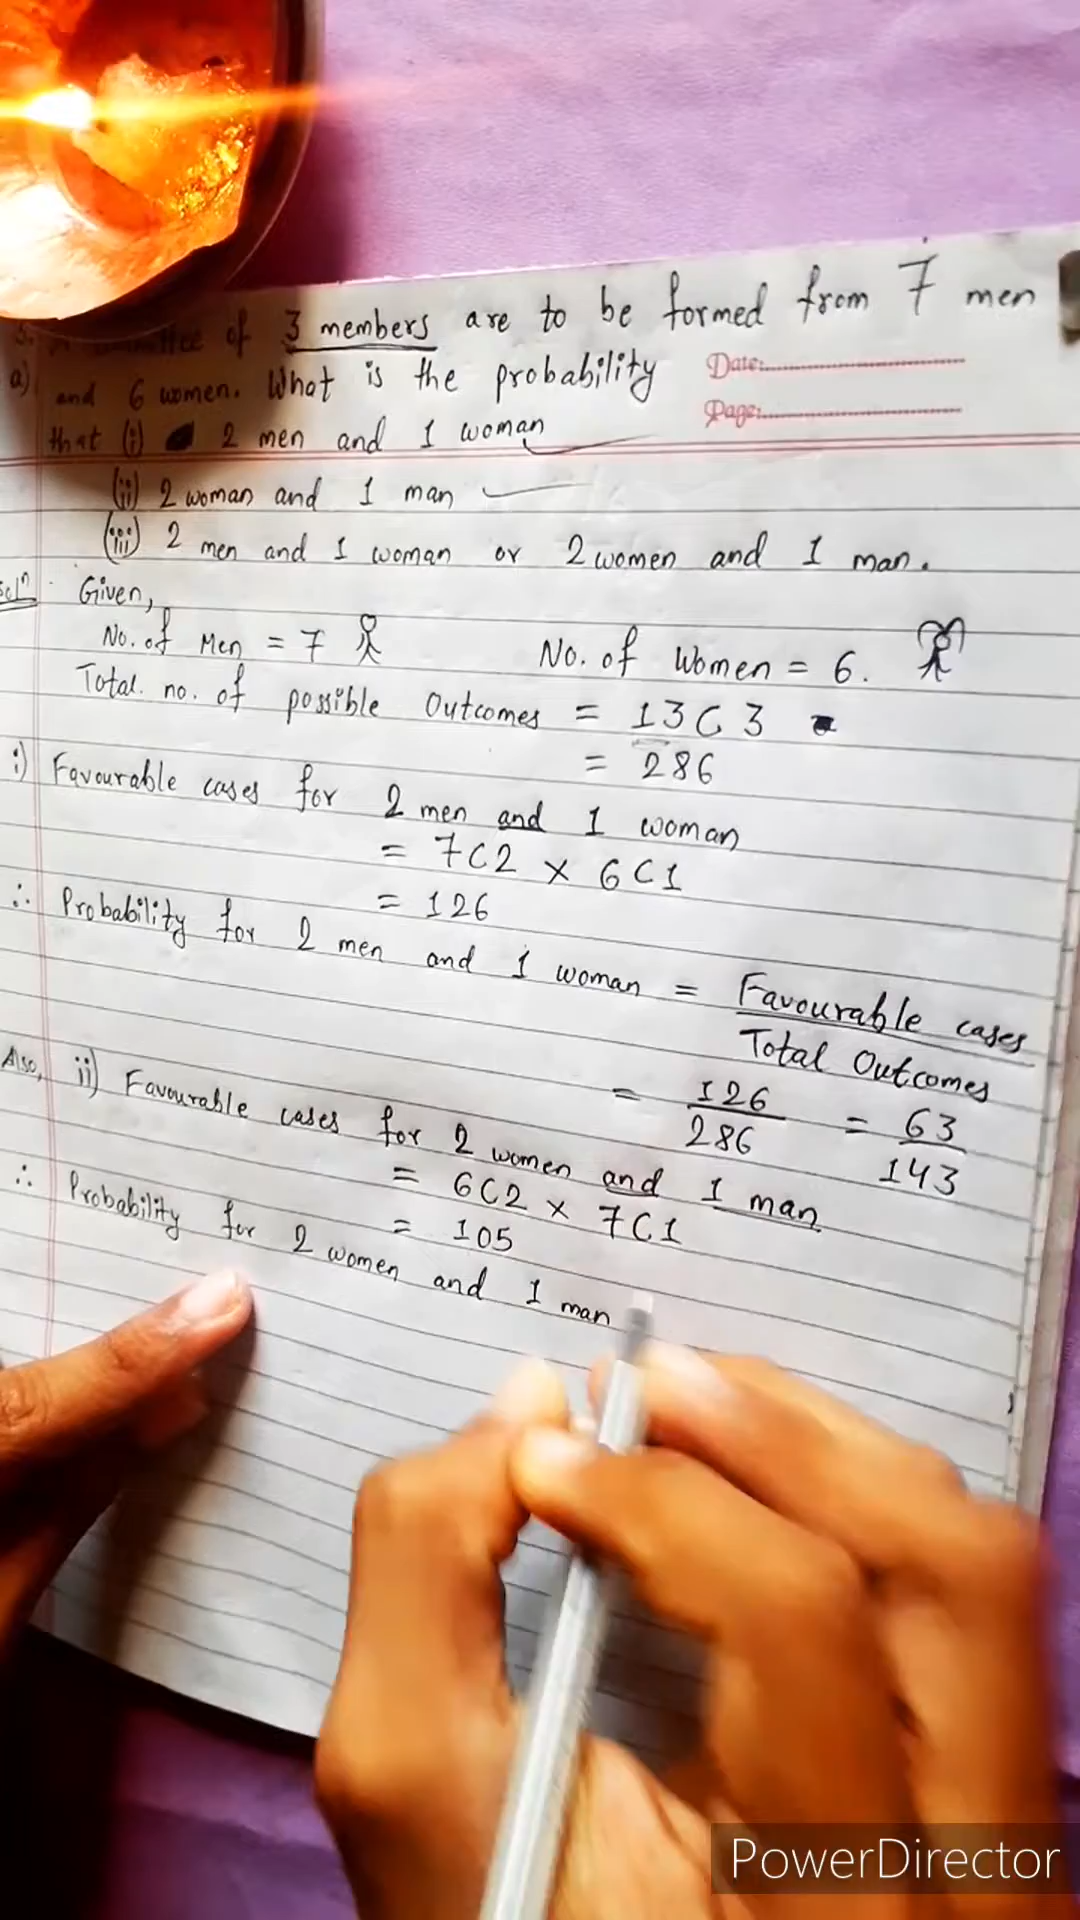 of 3 members are to be formed from 7 men
a) and 6 women. What is the probability
Date:
Page:
that (i) 2 men and 1 woman
(ii) 2 woman and 1 man
(iii) 2 men and 1 woman or 2 women and 1 man.
Solⁿ. Given,
No. of Men = 7 No. of Women = 6.
Total no. of possible Outcomes = 13C3
= 286
i) Favourable cases for 2 men and 1 woman
= 7C2 × 6C1
= 126
∴ Probability for 2 men and 1 woman = Favourable cases
Total Outcomes
= 126 = 63
286 143
Also, ii) Favourable cases for 2 women and 1 man
= 6C2 × 7C1
= 105
∴ Probability for 2 women and 1 man
PowerDirector